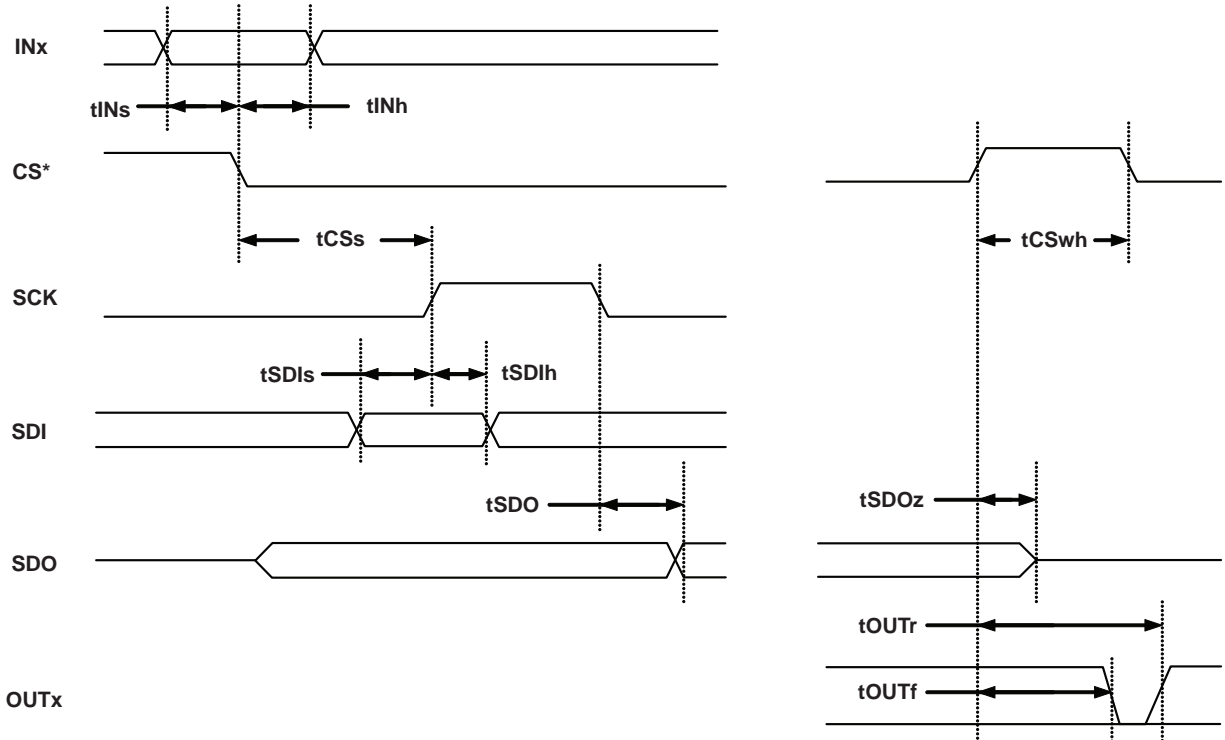 INx
tINs
tINh
CS*
tCSs
tCSwh
SCK
tSDIs
tSDIh
SDI
tSDO
tSDOz
SDO
tOUTr
tOUTf
OUTx